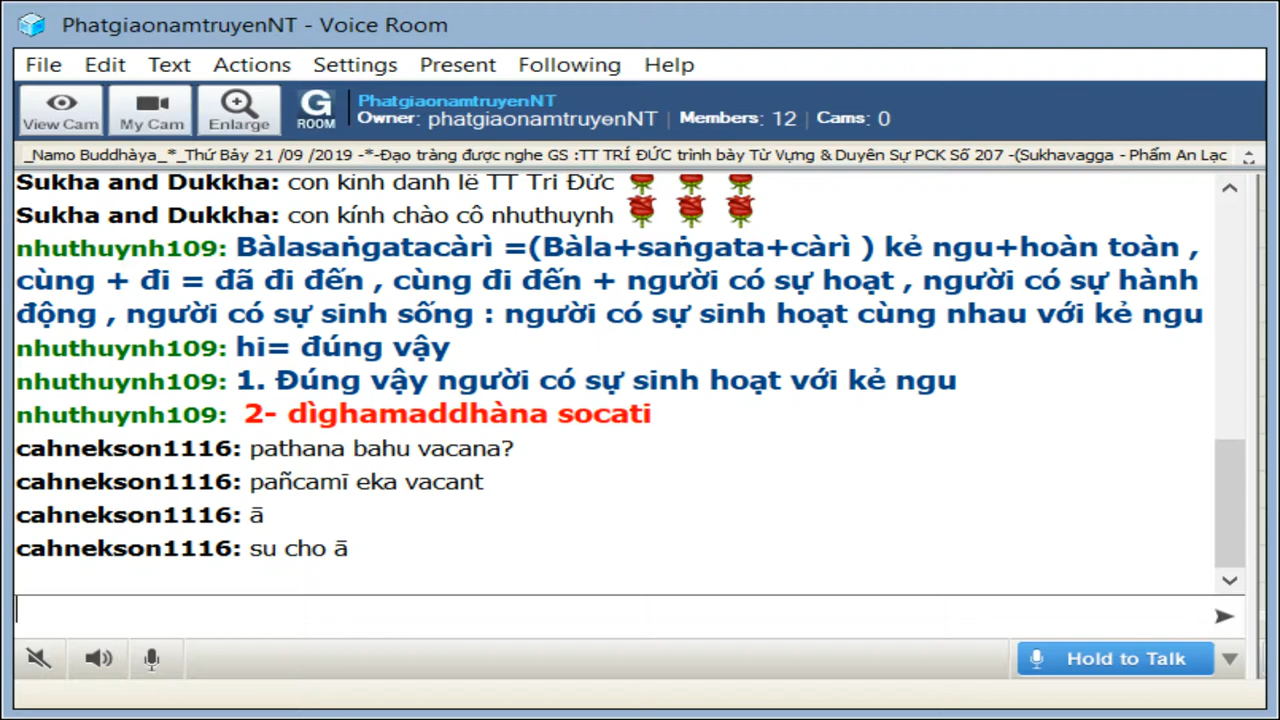 PhatgiaonamtruyenNT - Voice Room
File Edit Text Actions Settings Present Following Help
View Cam My Cam Enlarge G ROOM
PhatgiaonamtruyenNT
Owner: phatgiaonamtruyenNT | Members: 12 | Cams: 0
_Namo Buddhàya_*_Thứ Bảy 21 /09 /2019 -*-Đạo tràng được nghe GS :TT TRÍ ĐỨC trình bày Từ Vựng & Duyên Sự PCK Số 207 -(Sukhavagga - Phẩm An Lạc
Sukha and Dukkha: con kinh danh lê TT Tri Đức
Sukha and Dukkha: con kính chào cô nhuthuynh
nhuthuynh109: Bàlasaṅgatacàrì =(Bàla+saṅgata+càrì ) kẻ ngu+hoàn toàn ,
cùng + đi = đã đi đến , cùng đi đến + người có sự hoạt , người có sự hành
động , người có sự sinh sống : người có sự sinh hoạt cùng nhau với kẻ ngu
nhuthuynh109: hi= đúng vậy
nhuthuynh109: 1. Đúng vậy người có sự sinh hoạt với kẻ ngu
nhuthuynh109: 2- dìghamaddhàna socati
cahnekson1116: pathana bahu vacana?
cahnekson1116: pañcamī eka vacant
cahnekson1116: ā
cahnekson1116: su cho ā
Hold to Talk